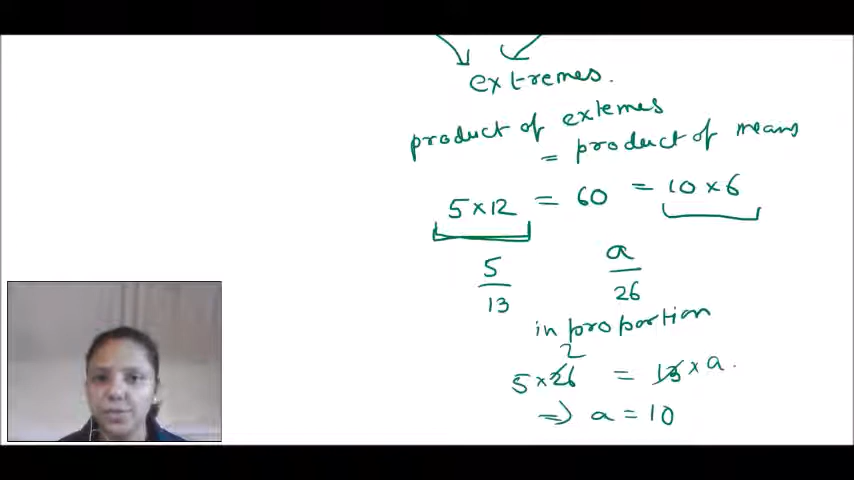 extremes.
product of extemes
= product of means
5×12 = 60 = 10×6
5/13 a/26
in proportion
2
5×26 = 13×a.
⇒ a = 10